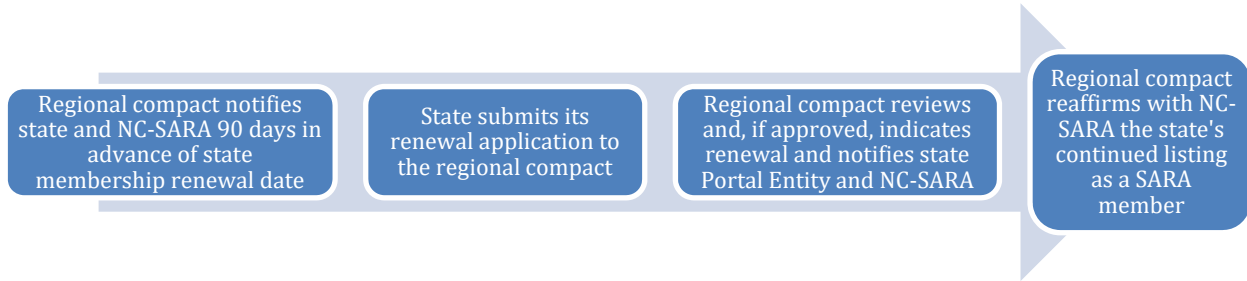 Regional compact notifies
state and NC-SARA 90 days in
advance of state
membership renewal date
State submits its
renewal application to
the regional compact
Regional compact reviews
and, if approved, indicates
renewal and notifies state
Portal Entity and NC-SARA
Regional compact
reaffirms with NC-
SARA the state's
continued listing
as a SARA
member